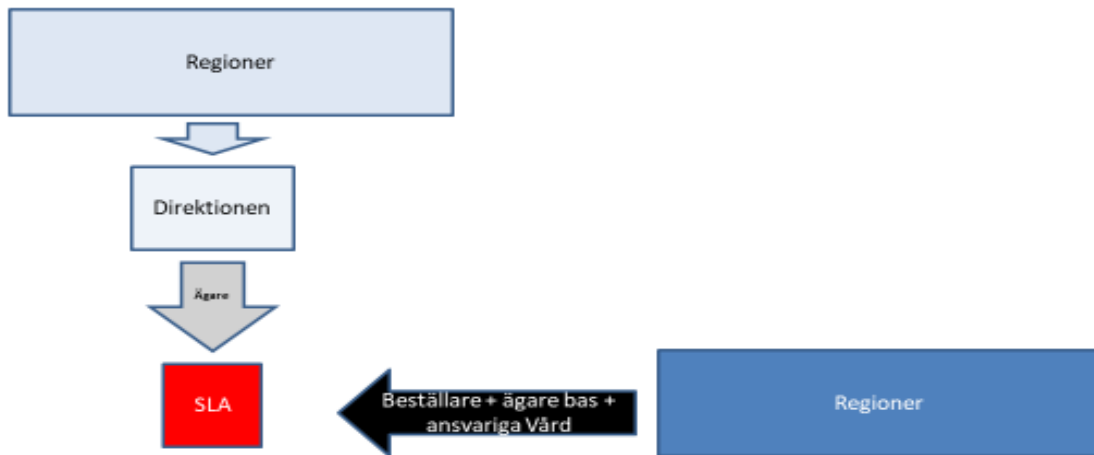 Regioner
Direktionen
Ägare
SLA
Beställare + ägare bas +
ansvariga Vård
Regioner